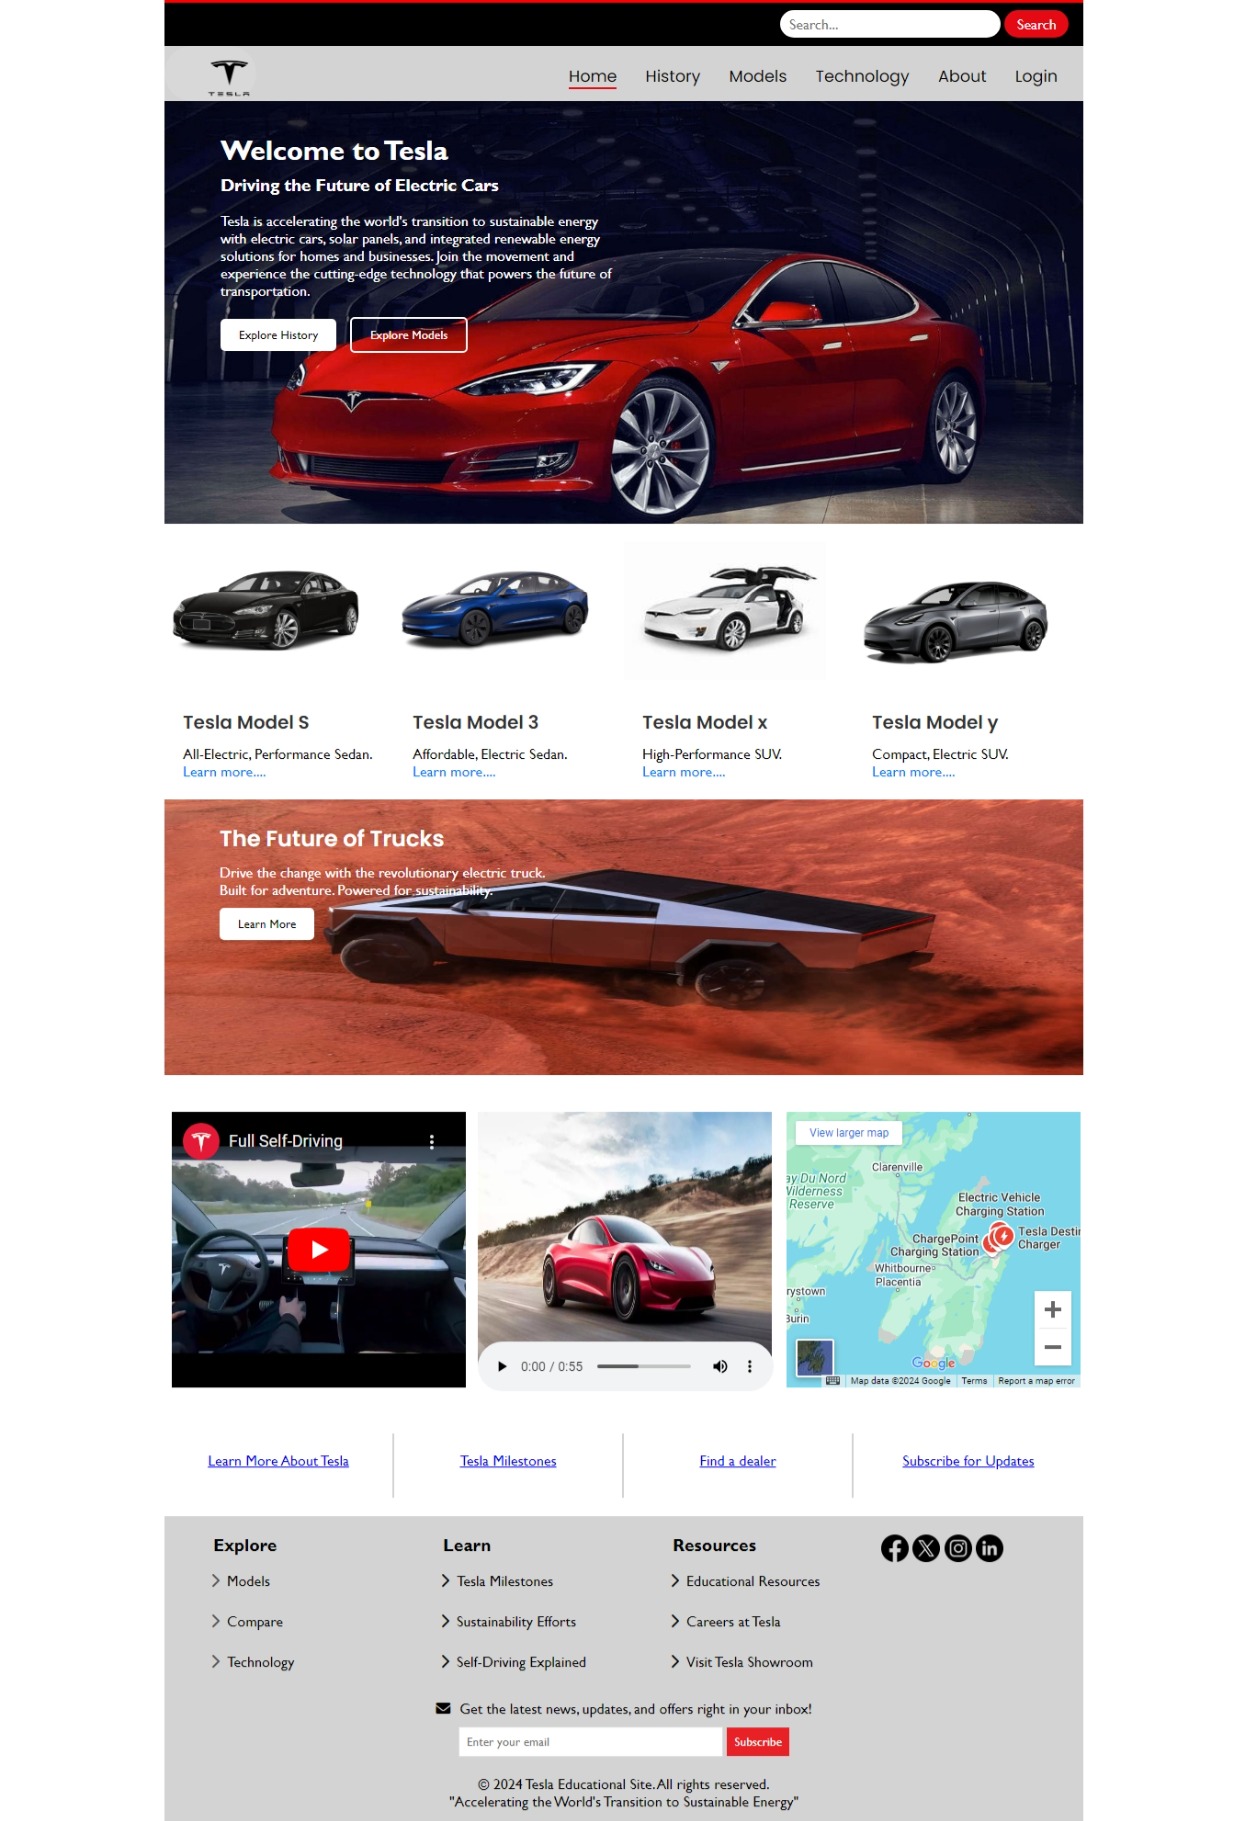 Search...
Search
TESLA
Home
History
Models
Technology
About
Login
Welcome to Tesla
Driving the Future of Electric Cars
Tesla is accelerating the world's transition to sustainable energy
with electric cars, solar panels, and integrated renewable energy
solutions for homes and businesses. Join the movement and
experience the cutting-edge technology that powers the future of
transportation.
Explore History
Explore Models
Tesla Model S
All-Electric, Performance Sedan.
Learn more....
Tesla Model 3
Affordable, Electric Sedan.
Learn more....
Tesla Model x
High-Performance SUV.
Learn more....
Tesla Model y
Compact, Electric SUV.
Learn more....
The Future of Trucks
Drive the change with the revolutionary electric truck.
Built for adventure. Powered for sustainability.
Learn More
Full Self-Driving
0:00 / 0:55
View larger map
Clarenville
ay Du Nord
Wilderness
Reserve
Electric Vehicle
Charging Station
ChargePoint
Charging Station
Tesla Destin
Charger
Whitbourne
Placentia
rystown
Burin
Google
Map data ©2024 Google
Terms
Report a map error
Learn More About Tesla
Tesla Milestones
Find a dealer
Subscribe for Updates
Explore
Models
Compare
Technology
Learn
Tesla Milestones
Sustainability Efforts
Self-Driving Explained
Resources
Educational Resources
Careers at Tesla
Visit Tesla Showroom
Get the latest news, updates, and offers right in your inbox!
Enter your email
Subscribe
© 2024 Tesla Educational Site. All rights reserved.
"Accelerating the World's Transition to Sustainable Energy"